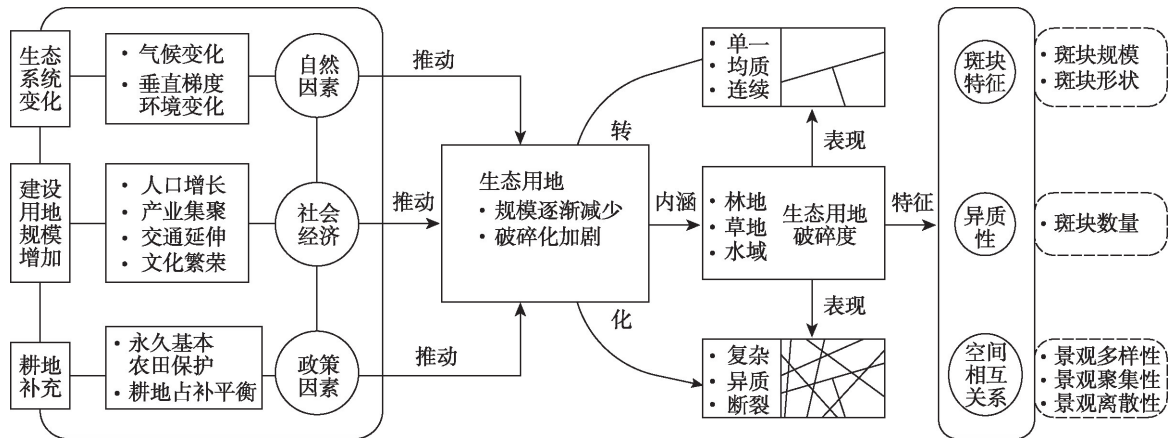 生态
系统
变化
• 气候变化
• 垂直梯度
环境变化
自然
因素
推动
建设
用地
规模
增加
• 人口增长
• 产业集聚
• 交通延伸
• 文化繁荣
社会
经济
推动
耕地
补充
• 永久基本
农田保护
• 耕地占补平衡
政策
因素
推动
生态用地
• 规模逐渐减少
• 破碎化加剧
转
化
内涵
• 单一
• 均质
• 连续
表现
• 林地
• 草地
• 水域
生态用地
破碎度
表现
• 复杂
• 异质
• 断裂
特征
斑块
特征
• 斑块规模
• 斑块形状
异质
性
• 斑块数量
空间
相互
关系
• 景观多样性
• 景观聚集性
• 景观离散性